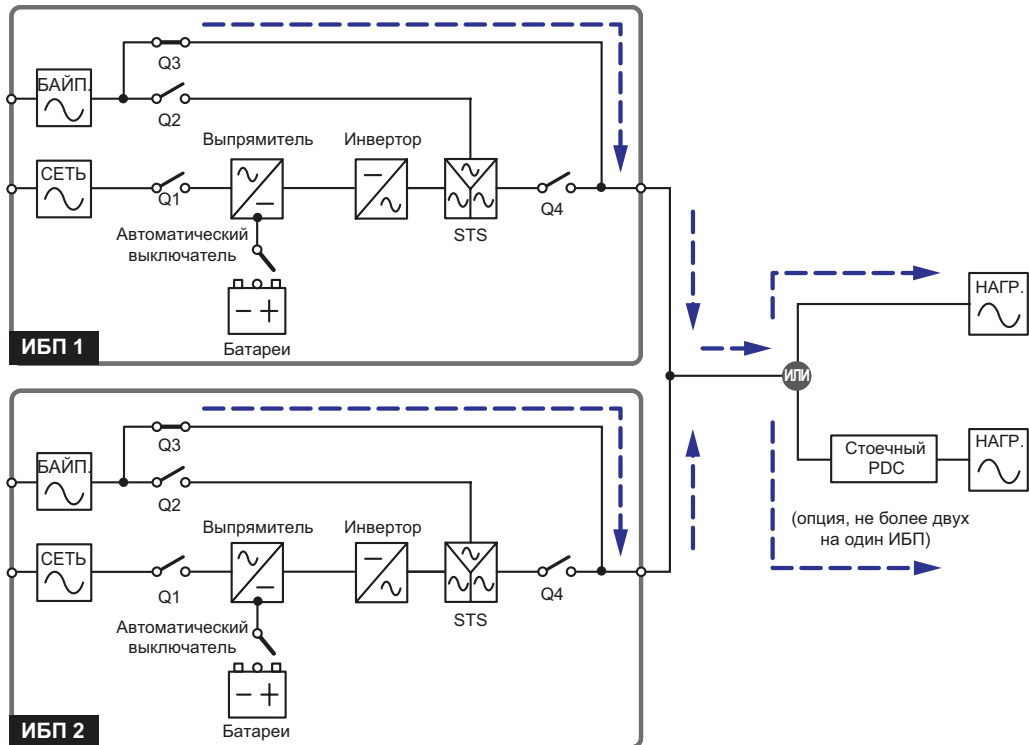 Q3
БАЙП.
Q2
Выпрямитель
Инвертор
СЕТЬ
Q1
STS
Q4
Автоматический
выключатель
Батареи
ИБП 1
Q3
БАЙП.
Q2
Выпрямитель
Инвертор
СЕТЬ
Q1
STS
Q4
Автоматический
выключатель
Батареи
ИБП 2
НАГР.
ИЛИ
Стоечный
PDC
НАГР.
(опция, не более двух
на один ИБП)